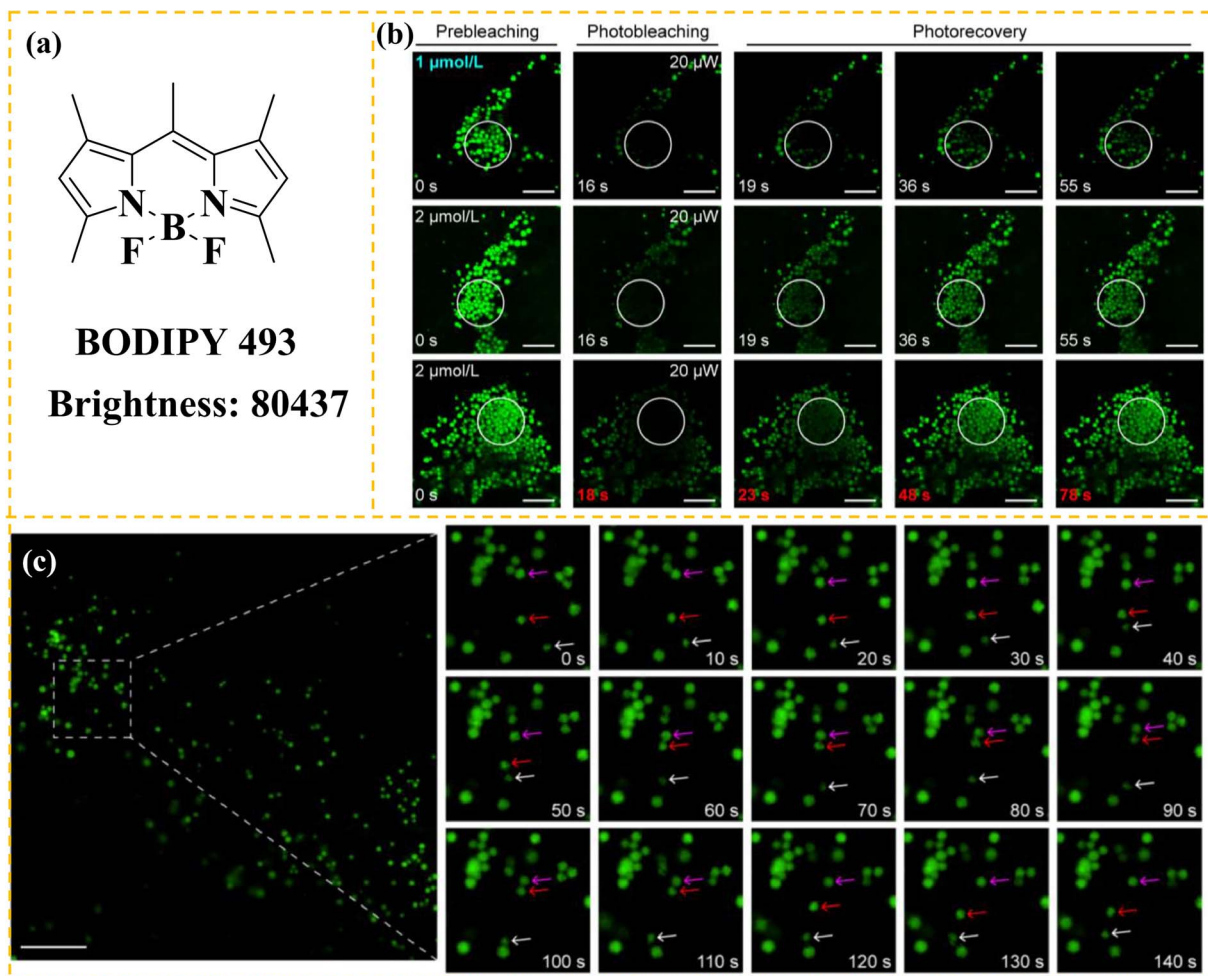 (a)
N
N
B
F
F
BODIPY 493
Brightness: 80437
(b)
Prebleaching
Photobleaching
Photorecovery
1 µmol/L
20 µW
0 s
16 s
19 s
36 s
55 s
2 µmol/L
20 µW
0 s
16 s
19 s
36 s
55 s
2 µmol/L
20 µW
0 s
18 s
23 s
48 s
78 s
(c)
0 s
10 s
20 s
30 s
40 s
50 s
60 s
70 s
80 s
90 s
100 s
110 s
120 s
130 s
140 s